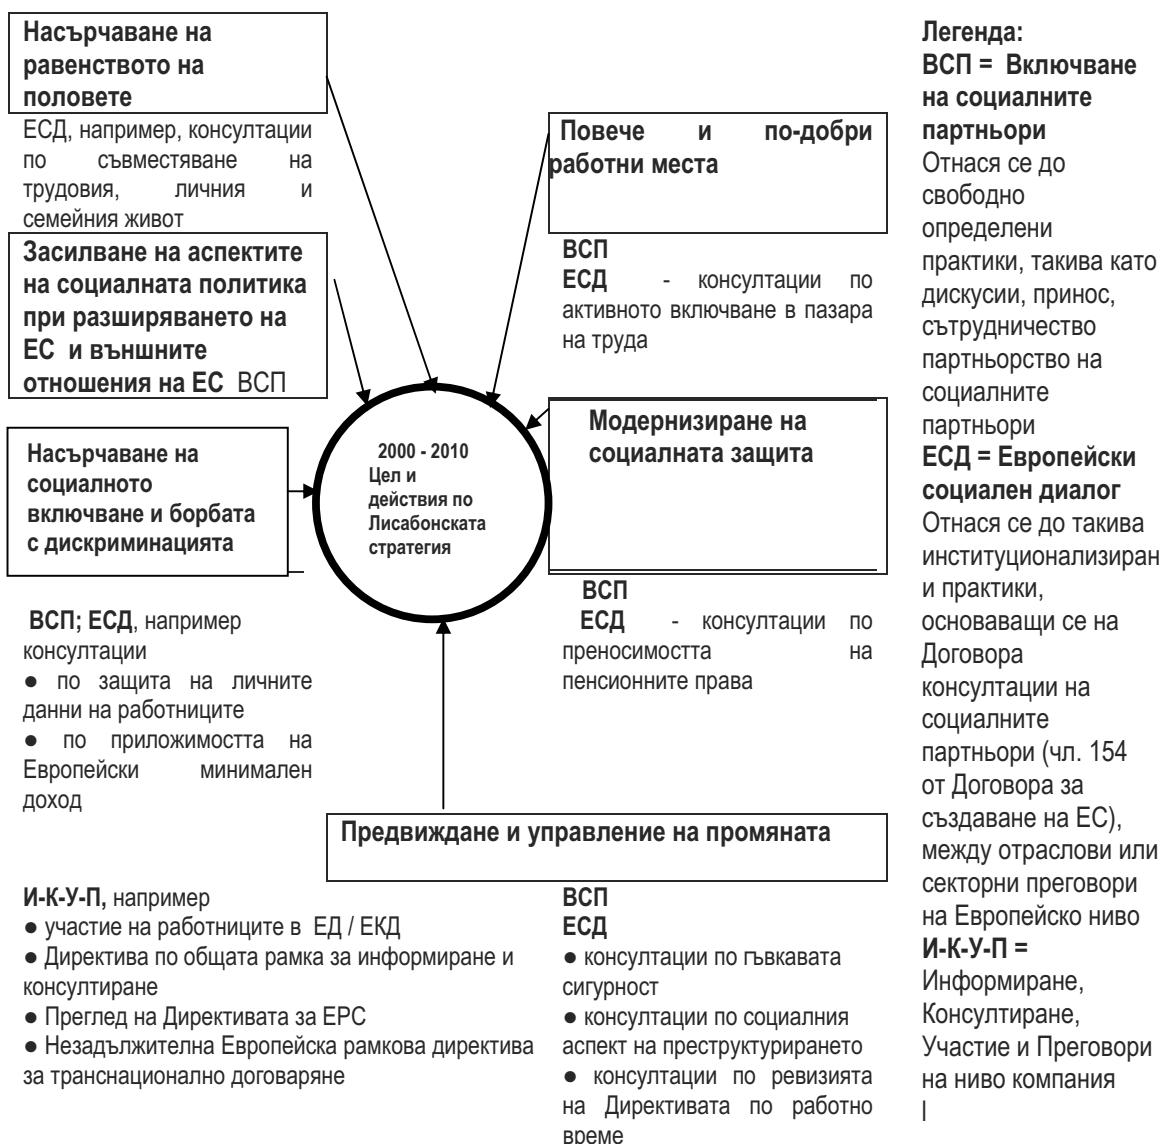 Насърчаване на
равенството на
половете
ЕСД, например, консултации
по съвместяване на
трудовия, личния и
семейния живот
Засилване на аспектите
на социалната политика
при разширяването на
ЕС и външните
отношения на ЕС ВСП
Насърчаване на
социалното
включване и борбата
с дискриминацията
ВСП; ЕСД, например
консултации
● по защита на личните
данни на работниците
● по приложимостта на
Европейски минимален
доход
2000 - 2010
Цел и
действия по
Лисабонската
стратегия
Повече и по-добри
работни места
ВСП
ЕСД - консултации по
активното включване в пазара
на труда
Модернизиране на
социалната защита
ВСП
ЕСД - консултации по
преносимостта на
пенсионните права
Предвиждане и управление на промяната
И-К-У-П, например
● участие на работниците в ЕД / ЕКД
● Директива по общата рамка за информиране и
консултиране
● Преглед на Директивата за ЕРС
● Незадължителна Европейска рамкова директива
за транснационално договаряне
ВСП
ЕСД
● консултации по гъвкавата
сигурност
● консултации по социалния
аспект на преструктурирането
● консултации по ревизията
на Директивата по работно
време
Легенда:
ВСП = Включване
на социалните
партньори
Отнася се до
свободно
определени
практики, такива като
дискусии, принос,
сътрудничество
партньорство на
социалните
партньори
ЕСД = Европейски
социален диалог
Отнася се до такива
институционализиран
и практики,
основаващи се на
Договора
консултации на
социалните
партньори (чл. 154
от Договора за
създаване на ЕС),
между отраслови или
секторни преговори
на Европейско ниво
И-К-У-П =
Информиране,
Консултиране,
Участие и Преговори
на ниво компания
l